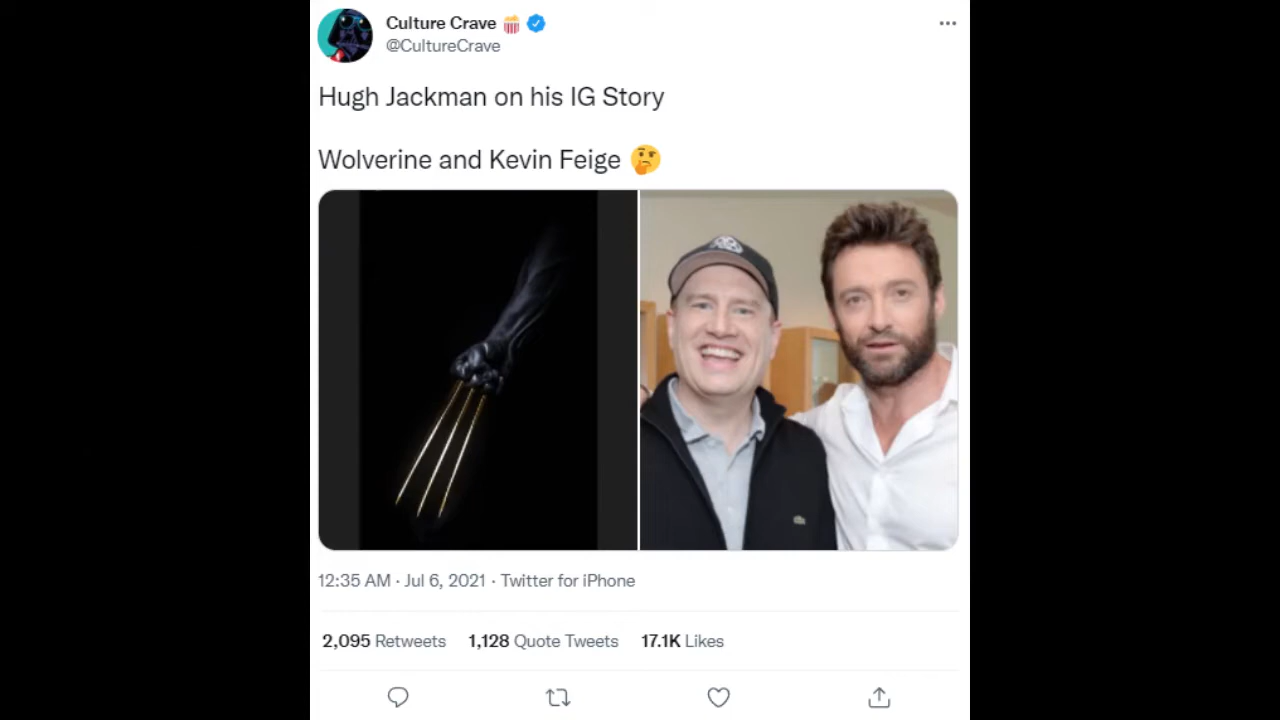 Culture Crave 🍿
@CultureCrave
Hugh Jackman on his IG Story
Wolverine and Kevin Feige 🤔
12:35 AM · Jul 6, 2021 · Twitter for iPhone
2,095 Retweets 1,128 Quote Tweets 17.1K Likes